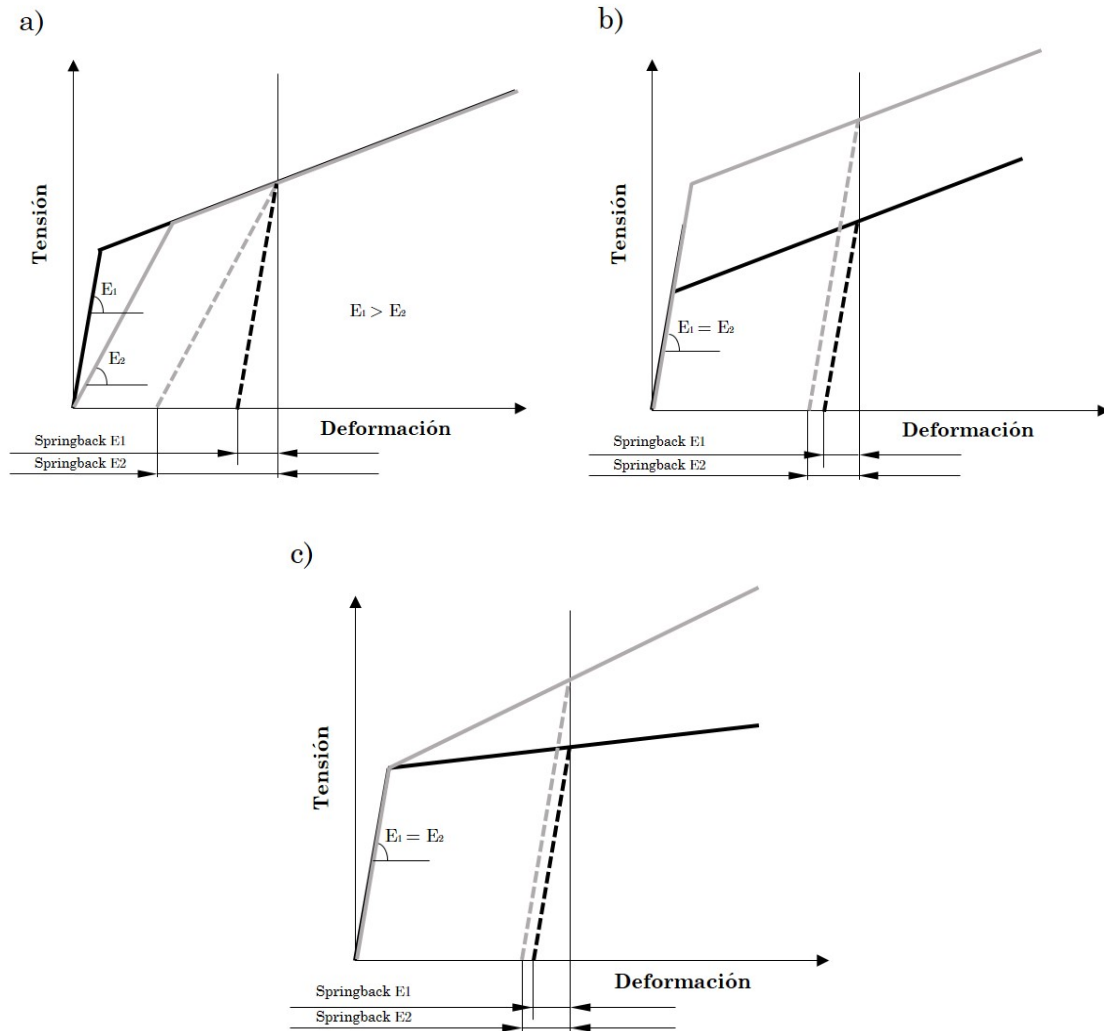 a)
Tensión
E1
E2
E1 > E2
Deformación
Springback E1
Springback E2
b)
Tensión
E1 = E2
Deformación
Springback E1
Springback E2
c)
Tensión
E1 = E2
Deformación
Springback E1
Springback E2